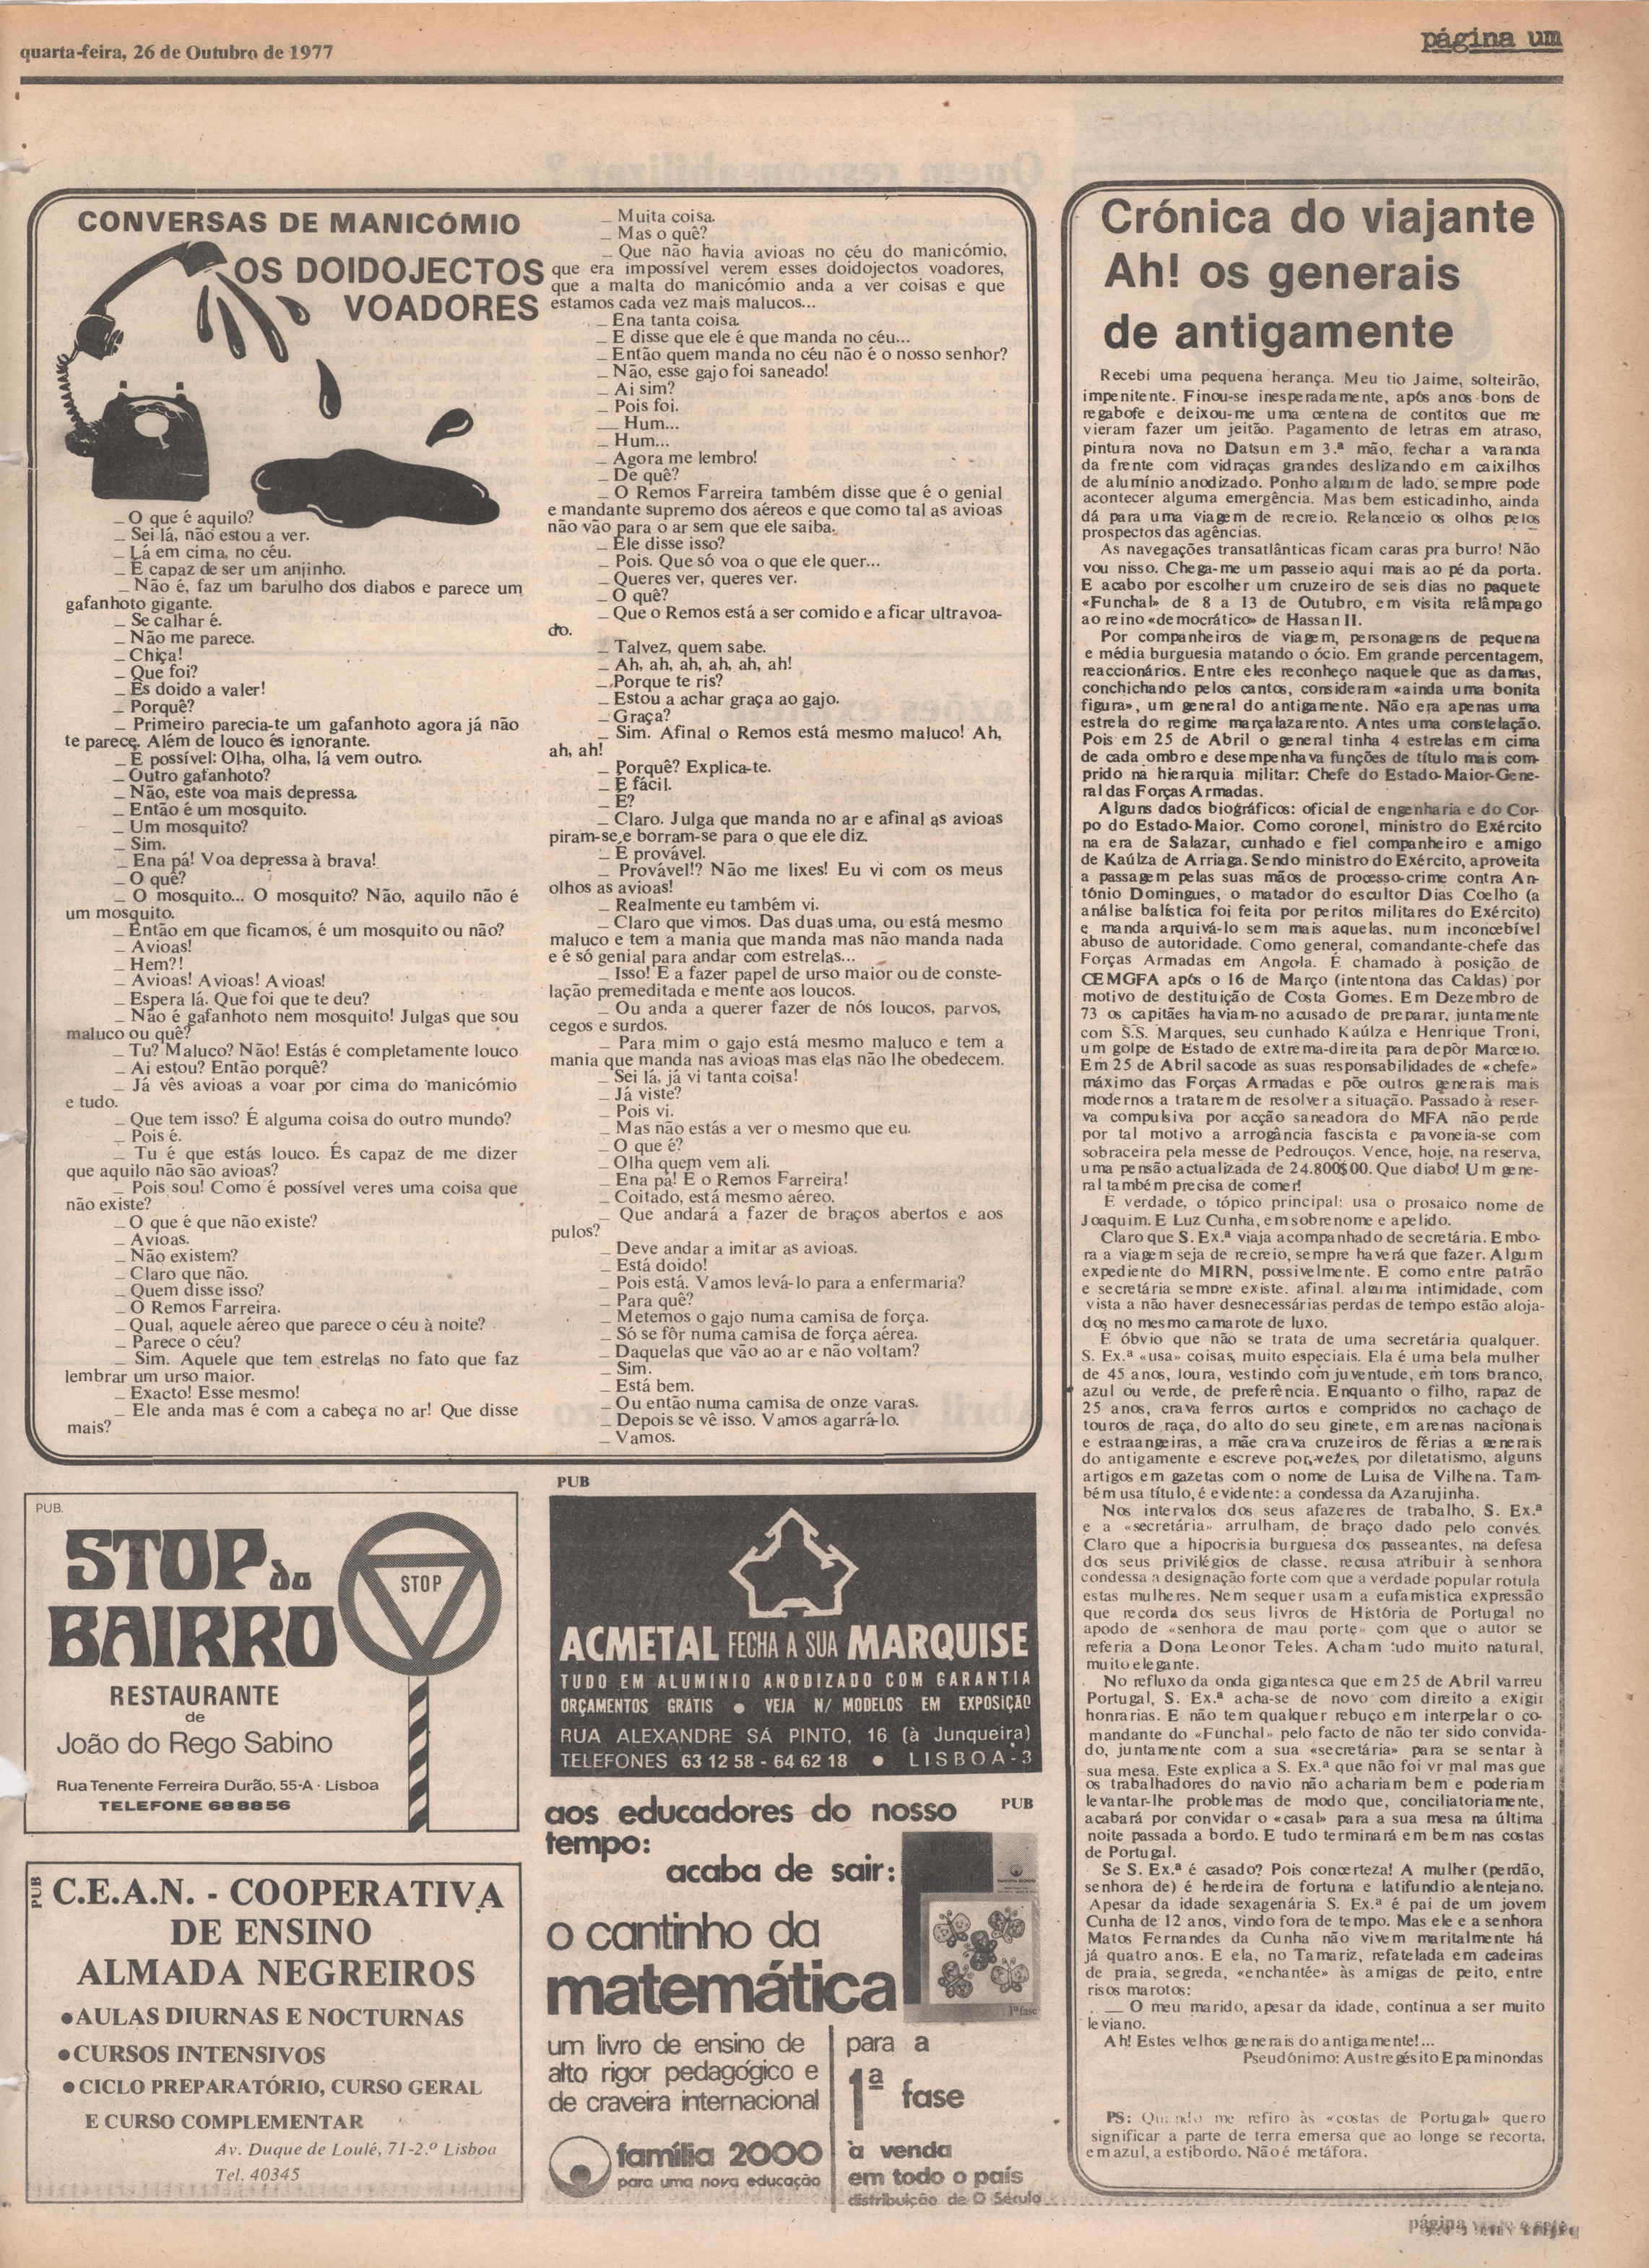 quarta-feira, 26 de Outubro de 1977
página um
CONVERSAS DE MANICÓMIO
OS DOIDOJECTOS
VOADORES
_ O que é aquilo?
_ Sei lá, não estou a ver.
_ Lá em cima, no céu.
_ É capaz de ser um anjinho.
_ Não é, faz um barulho dos diabos e parece um
gafanhoto gigante.
_ Se calhar é.
_ Não me parece.
_ Chiça!
_ Que foi?
_ És doido a valer!
_ Porquê?
_ Primeiro parecia-te um gafanhoto agora já não
te parece. Além de louco és ignorante.
_ É possível: Olha, olha, lá vem outro.
_ Outro gafanhoto?
_ Não, este voa mais depressa.
_ Então é um mosquito.
_ Um mosquito?
_ Sim.
_ Ena pá! Voa depressa à brava!
_ O quê?
_ O mosquito... O mosquito? Não, aquilo não é
um mosquito.
_ Então em que ficamos, é um mosquito ou não?
_ Avioas!
_ Hem?!
_ Avioas! Avioas! Avioas!
_ Espera lá. Que foi que te deu?
_ Não é gafanhoto nem mosquito! Julgas que sou
maluco ou quê?
_ Tu? Maluco? Não! Estás é completamente louco
_ Ai estou? Então porquê?
_ Já vês avioas a voar por cima do manicómio
e tudo.
_ Que tem isso? É alguma coisa do outro mundo?
_ Pois é.
_ Tu é que estás louco. És capaz de me dizer
que aquilo não são avioas?
_ Pois sou! Como é possível veres uma coisa que
não existe?
_ O que é que não existe?
_ Avioas.
_ Não existem?
_ Claro que não.
_ Quem disse isso?
_ O Remos Farreira.
_ Qual, aquele aéreo que parece o céu à noite?
_ Parece o céu?
_ Sim. Aquele que tem estrelas no fato que faz
lembrar um urso maior.
_ Exacto! Esse mesmo!
_ Ele anda mas é com a cabeça no ar! Que disse
mais?
_ Muita coisa.
_ Mas o quê?
_ Que não havia avioas no céu do manicómio,
que era impossível verem esses doidojectos voadores,
que a malta do manicómio anda a ver coisas e que
estamos cada vez mais malucos...
_ Ena tanta coisa.
_ E disse que ele é que manda no céu...
_ Então quem manda no céu não é o nosso senhor?
_ Não, esse gajo foi saneado!
_ Ai sim?
_ Pois foi.
__ Hum...
_ Hum...
_ Agora me lembro!
_ De quê?
_ O Remos Farreira também disse que é o genial
e mandante supremo dos aéreos e que como tal as avioas
não vão para o ar sem que ele saiba.
_ Ele disse isso?
_ Pois. Que só voa o que ele quer...
_ Queres ver, queres ver.
_ O quê?
_ Que o Remos está a ser comido e a ficar ultravoa-
do.
_ Talvez, quem sabe.
_ Ah, ah, ah, ah, ah, ah!
_ Porque te ris?
_ Estou a achar graça ao gajo.
_ Graça?
_ Sim. Afinal o Remos está mesmo maluco! Ah,
ah, ah!
_ Porquê? Explica-te.
_ É fácil.
_ É?
_ Claro. Julga que manda no ar e afinal as avioas
piram-se e borram-se para o que ele diz.
_ É provável.
_ Provável!? Não me lixes! Eu vi com os meus
olhos as avioas!
_ Realmente eu também vi.
_ Claro que vimos. Das duas uma, ou está mesmo
maluco e tem a mania que manda mas não manda nada
e é só genial para andar com estrelas...
_ Isso! E a fazer papel de urso maior ou de conste-
lação premeditada e mente aos loucos.
_ Ou anda a querer fazer de nós loucos, parvos,
cegos e surdos.
_ Para mim o gajo está mesmo maluco e tem a
mania que manda nas avioas mas elas não lhe obedecem.
_ Sei lá, já vi tanta coisa!
_ Já viste?
_ Pois vi.
_ Mas não estás a ver o mesmo que eu.
_ O que é?
_ Olha quem vem ali.
_ Ena pá! É o Remos Farreira!
_ Coitado, está mesmo aéreo.
_ Que andará a fazer de braços abertos e aos
pulos?
_ Deve andar a imitar as avioas.
_ Está doido!
_ Pois está. Vamos levá-lo para a enfermaria?
_ Para quê?
_ Metemos o gajo numa camisa de força.
_ Só se fôr numa camisa de força aérea.
_ Daquelas que vão ao ar e não voltam?
_ Sim.
_ Está bem.
_ Ou então numa camisa de onze varas.
_ Depois se vê isso. Vamos agarrá-lo.
_ Vamos.
Crónica do viajante
Ah! os generais
de antigamente
Recebi uma pequena herança. Meu tio Jaime, solteirão,
impenitente. Finou-se inesperadamente, após anos bons de
regabofe e deixou-me uma centena de contitos que me
vieram fazer um jeitão. Pagamento de letras em atraso,
pintura nova no Datsun em 3.ª mão, fechar a varanda
da frente com vidraças grandes deslizando em caixilhos
de alumínio anodizado. Ponho algum de lado, sempre pode
acontecer alguma emergência. Mas bem esticadinho, ainda
dá para uma viagem de recreio. Relanceio os olhos pelos
prospectos das agências.
As navegações transatlânticas ficam caras pra burro! Não
vou nisso. Chega-me um passeio aqui mais ao pé da porta.
E acabo por escolher um cruzeiro de seis dias no paquete
«Funchal» de 8 a 13 de Outubro, em visita relâmpago
ao reino «democrático» de Hassan II.
Por companheiros de viagem, personagens de pequena
e média burguesia matando o ócio. Em grande percentagem,
reaccionários. Entre eles reconheço naquele que as damas,
conchichando pelos cantos, consideram «ainda uma bonita
figura», um general do antigamente. Não era apenas uma
estrela do regime marçalazarento. Antes uma constelação.
Pois em 25 de Abril o general tinha 4 estrelas em cima
de cada ombro e desempenhava funções de título mais com-
prido na hierarquia militar: Chefe do Estado-Maior-Gene-
ral das Forças Armadas.
Alguns dados biográficos: oficial de engenharia e do Cor-
po do Estado-Maior. Como coronel, ministro do Exército
na era de Salazar, cunhado e fiel companheiro e amigo
de Kaúlza de Arriaga. Sendo ministro do Exército, aproveita
a passagem pelas suas mãos de processo-crime contra An-
tónio Domingues, o matador do escultor Dias Coelho (a
análise balística foi feita por peritos militares do Exército)
e manda arquivá-lo sem mais aquelas, num inconcebível
abuso de autoridade. Como general, comandante-chefe das
Forças Armadas em Angola. É chamado à posição de
CEMGFA após o 16 de Março (intentona das Caldas) por
motivo de destituição de Costa Gomes. Em Dezembro de
73 os capitães haviam-no acusado de preparar, juntamente
com S.S. Marques, seu cunhado Kaúlza e Henrique Troni,
um golpe de Estado de extrema-direita para depôr Marcelo.
Em 25 de Abril sacode as suas responsabilidades de «chefe»
máximo das Forças Armadas e põe outros generais mais
modernos a tratarem de resolver a situação. Passado à reser-
va compulsiva por acção saneadora do MFA não perde
por tal motivo a arrogância fascista e pavoneia-se com
sobraceira pela messe de Pedrouços. Vence, hoje, na reserva,
uma pensão actualizada de 24.800$00. Que diabo! Um gene-
ral também precisa de comer!
É verdade, o tópico principal: usa o prosaico nome de
Joaquim. E Luz Cunha, em sobrenome e apelido.
Claro que S. Ex.ª viaja acompanhado de secretária. Embo-
ra a viagem seja de recreio, sempre haverá que fazer. Algum
expediente do MIRN, possivelmente. E como entre patrão
e secretária sempre existe, afinal, alguma intimidade, com
vista a não haver desnecessárias perdas de tempo estão aloja-
dos no mesmo camarote de luxo.
É óbvio que não se trata de uma secretária qualquer.
S. Ex.ª «usa» coisas, muito especiais. Ela é uma bela mulher
de 45 anos, loura, vestindo com juventude, em tons branco,
azul ou verde, de preferência. Enquanto o filho, rapaz de
25 anos, crava ferros curtos e compridos no cachaço de
touros de raça, do alto do seu ginete, em arenas nacionais
e estraangeiras, a mãe crava cruzeiros de férias a generais
do antigamente e escreve por, vezes, por diletatismo, alguns
artigos em gazetas com o nome de Luisa de Vilhena. Tam-
bém usa título, é evidente: a condessa da Azarujinha.
Nos intervalos dos seus afazeres de trabalho, S. Ex.ª
e a «secretária» arrulham, de braço dado pelo convés.
Claro que a hipocrisia burguesa dos passeantes, na defesa
dos seus privilégios de classe, recusa atribuir à senhora
condessa a designação forte com que a verdade popular rotula
estas mulheres. Nem sequer usam a eufamística expressão
que recorda dos seus livros de História de Portugal no
apodo de «senhora de mau porte» com que o autor se
referia a Dona Leonor Teles. Acham tudo muito natural,
muito elegante.
No refluxo da onda gigantesca que em 25 de Abril varreu
Portugal, S. Ex.ª acha-se de novo com direito a exigir
honrarias. E não tem qualquer rebuço em interpelar o co-
mandante do «Funchal» pelo facto de não ter sido convida-
do, juntamente com a sua «secretária» para se sentar à
sua mesa. Este explica a S. Ex.ª que não foi mal mas que
os trabalhadores do navio não achariam bem e poderiam
levantar-lhe problemas de modo que, conciliatoriamente,
acabará por convidar o «casal» para a sua mesa na última
noite passada a bordo. E tudo terminará em bem nas costas
de Portugal.
Se S. Ex.ª é casado? Pois concerteza! A mulher (perdão,
senhora de) é herdeira de fortuna e latifundio alentejano.
Apesar da idade sexagenária S. Ex.ª é pai de um jovem
Cunha de 12 anos, vindo fora de tempo. Mas ele e a senhora
Matos Fernandes da Cunha não vivem maritalmente há
já quatro anos. E ela, no Tamariz, refatelada em cadeiras
de praia, segreda, «enchantée» às amigas de peito, entre
risos marotos:
__ O meu marido, apesar da idade, continua a ser muito
leviano.
Ah! Estes velhos generais do antigamente!...
Pseudónimo: Austregésito Epaminondas
PS: Quando me refiro às «costas de Portugal» quero
significar a parte de terra emersa que ao longe se recorta,
em azul, a estibordo. Não é metáfora.
PUB.
STOP do
BAIRRO
STOP
RESTAURANTE
de
João do Rego Sabino
Rua Tenente Ferreira Durão, 55-A · Lisboa
TELEFONE 688856
PUB
ACMETAL FECHA A SUA MARQUISE
TUDO EM ALUMINIO ANODIZADO COM GARANTIA
ORÇAMENTOS GRATIS ● VEJA N/ MODELOS EM EXPOSIÇÃO
RUA ALEXANDRE SÁ PINTO, 16 (à Junqueira)
TELEFONES 63 12 58 - 64 62 18 ● LISBOA-3
PUB
C.E.A.N. - COOPERATIVA
DE ENSINO
ALMADA NEGREIROS
●AULAS DIURNAS E NOCTURNAS
●CURSOS INTENSIVOS
●CICLO PREPARATÓRIO, CURSO GERAL
E CURSO COMPLEMENTAR
Av. Duque de Loulé, 71-2.º Lisboa
Tel. 40345
PUB
aos educadores do nosso
tempo:
acaba de sair:
o cantinho da
matemática
1ª fase
um livro de ensino de
alto rigor pedagógico e
de craveira internacional
família 2000
para uma nova educação
para a
1ª fase
à venda
em todo o país
distribuição de O Século
página